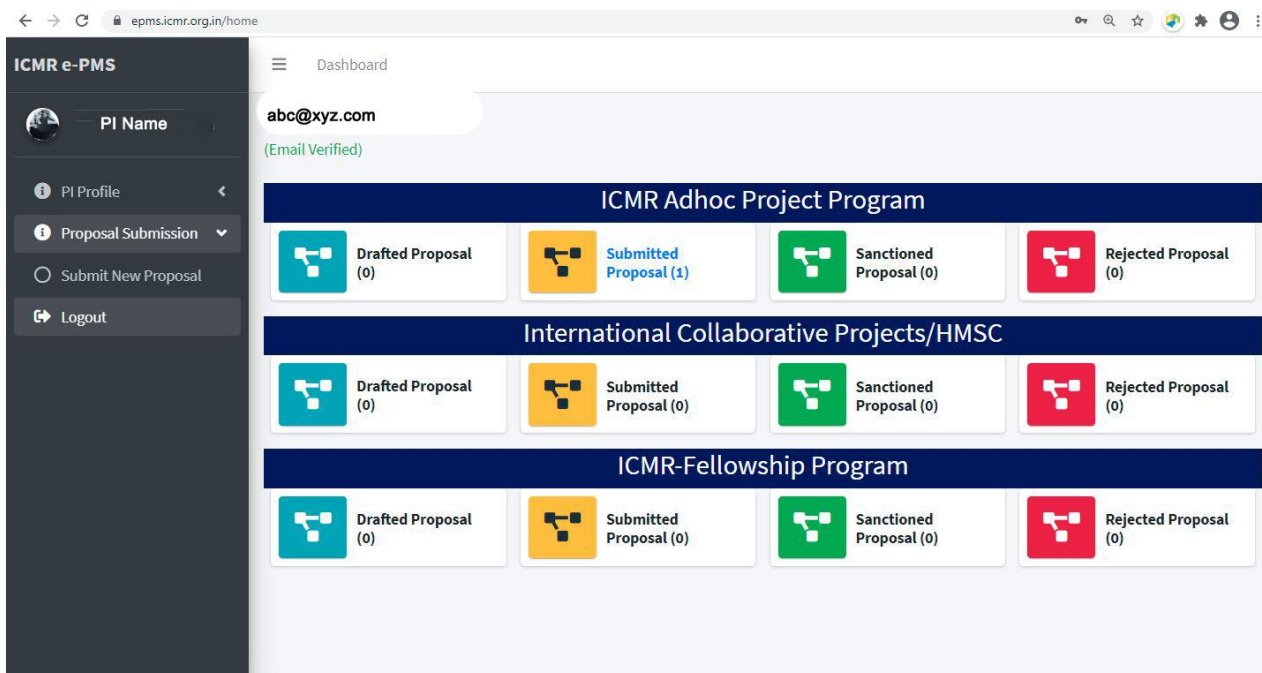 epms.icmr.org.in/home
ICMR e-PMS
Dashboard
PI Name
abc@xyz.com
(Email Verified)
PI Profile
Proposal Submission
Submit New Proposal
Logout
ICMR Adhoc Project Program
Drafted Proposal
(0)
Submitted
Proposal (1)
Sanctioned
Proposal (0)
Rejected Proposal
(0)
International Collaborative Projects/HMSC
Drafted Proposal
(0)
Submitted
Proposal (0)
Sanctioned
Proposal (0)
Rejected Proposal
(0)
ICMR-Fellowship Program
Drafted Proposal
(0)
Submitted
Proposal (0)
Sanctioned
Proposal (0)
Rejected Proposal
(0)